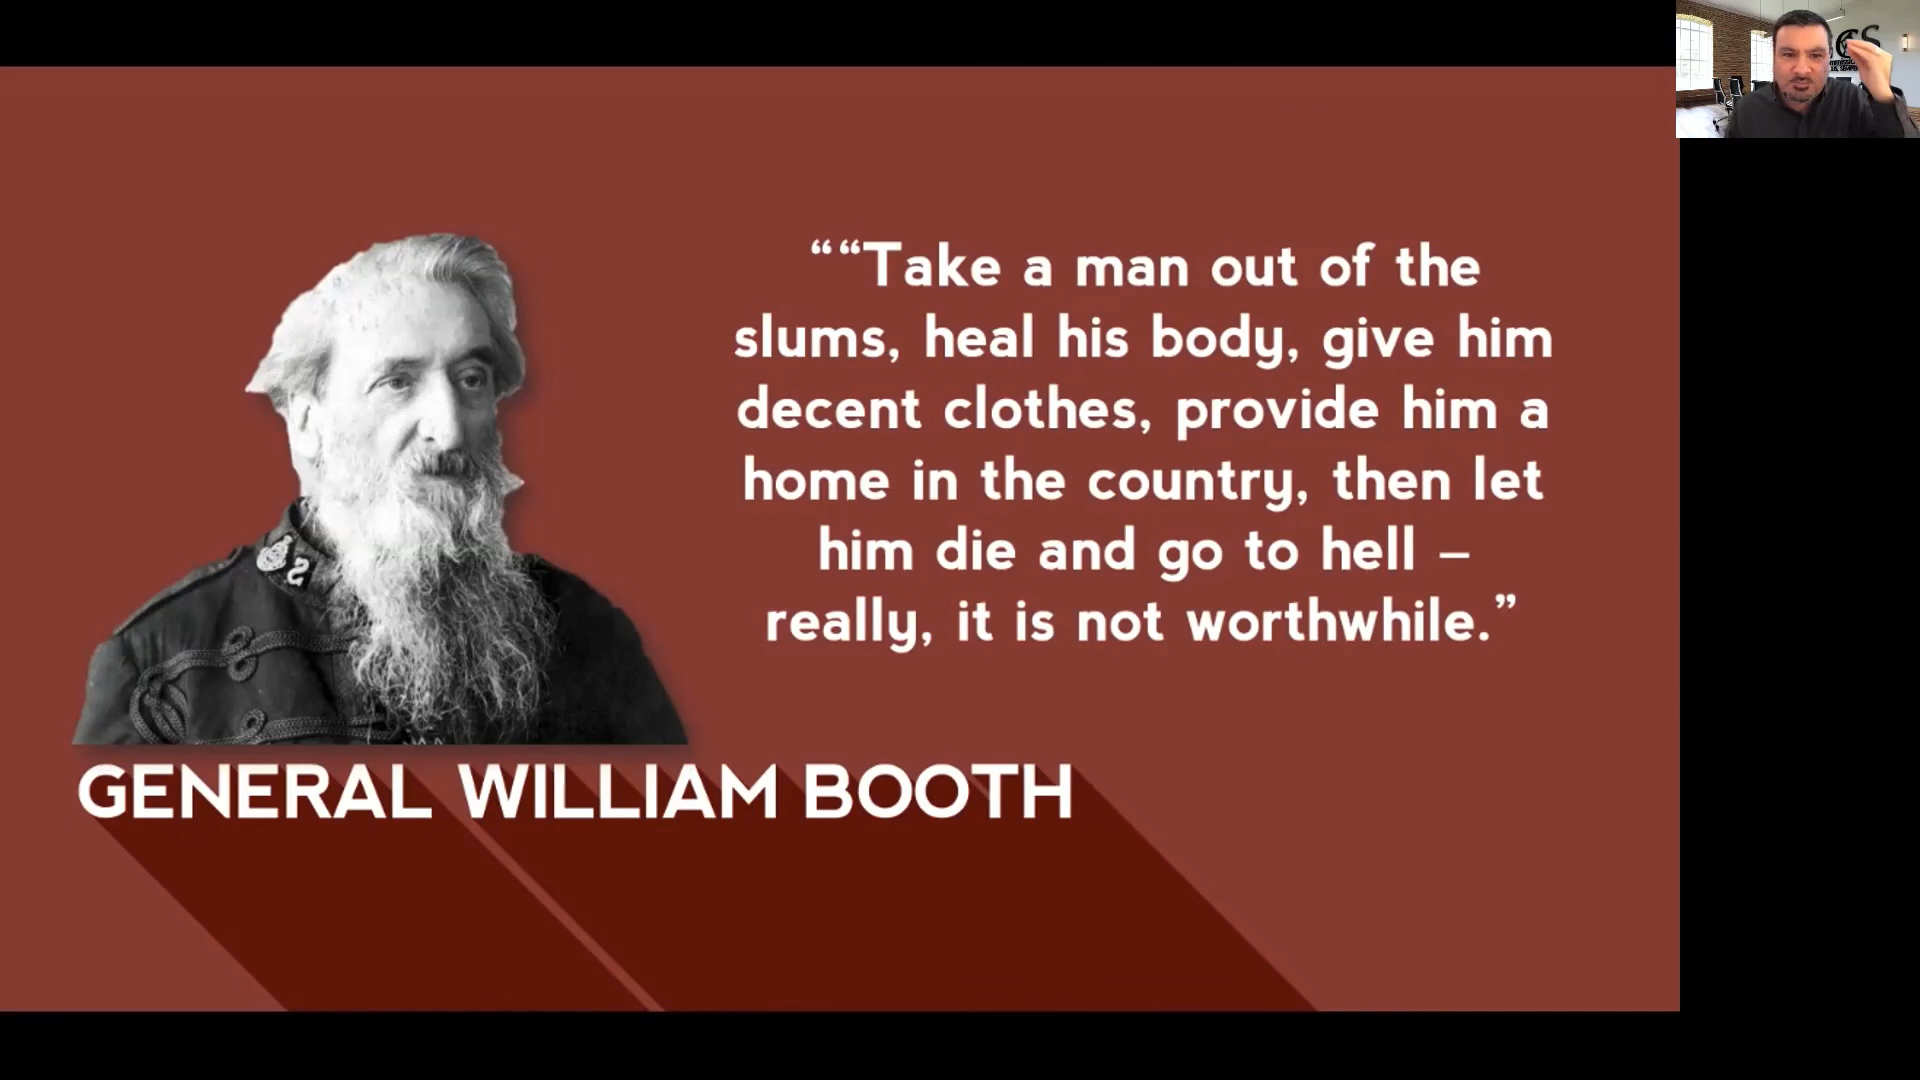 ““Take a man out of the
slums, heal his body, give him
decent clothes, provide him a
home in the country, then let
him die and go to hell –
really, it is not worthwhile.”
GENERAL WILLIAM BOOTH
S